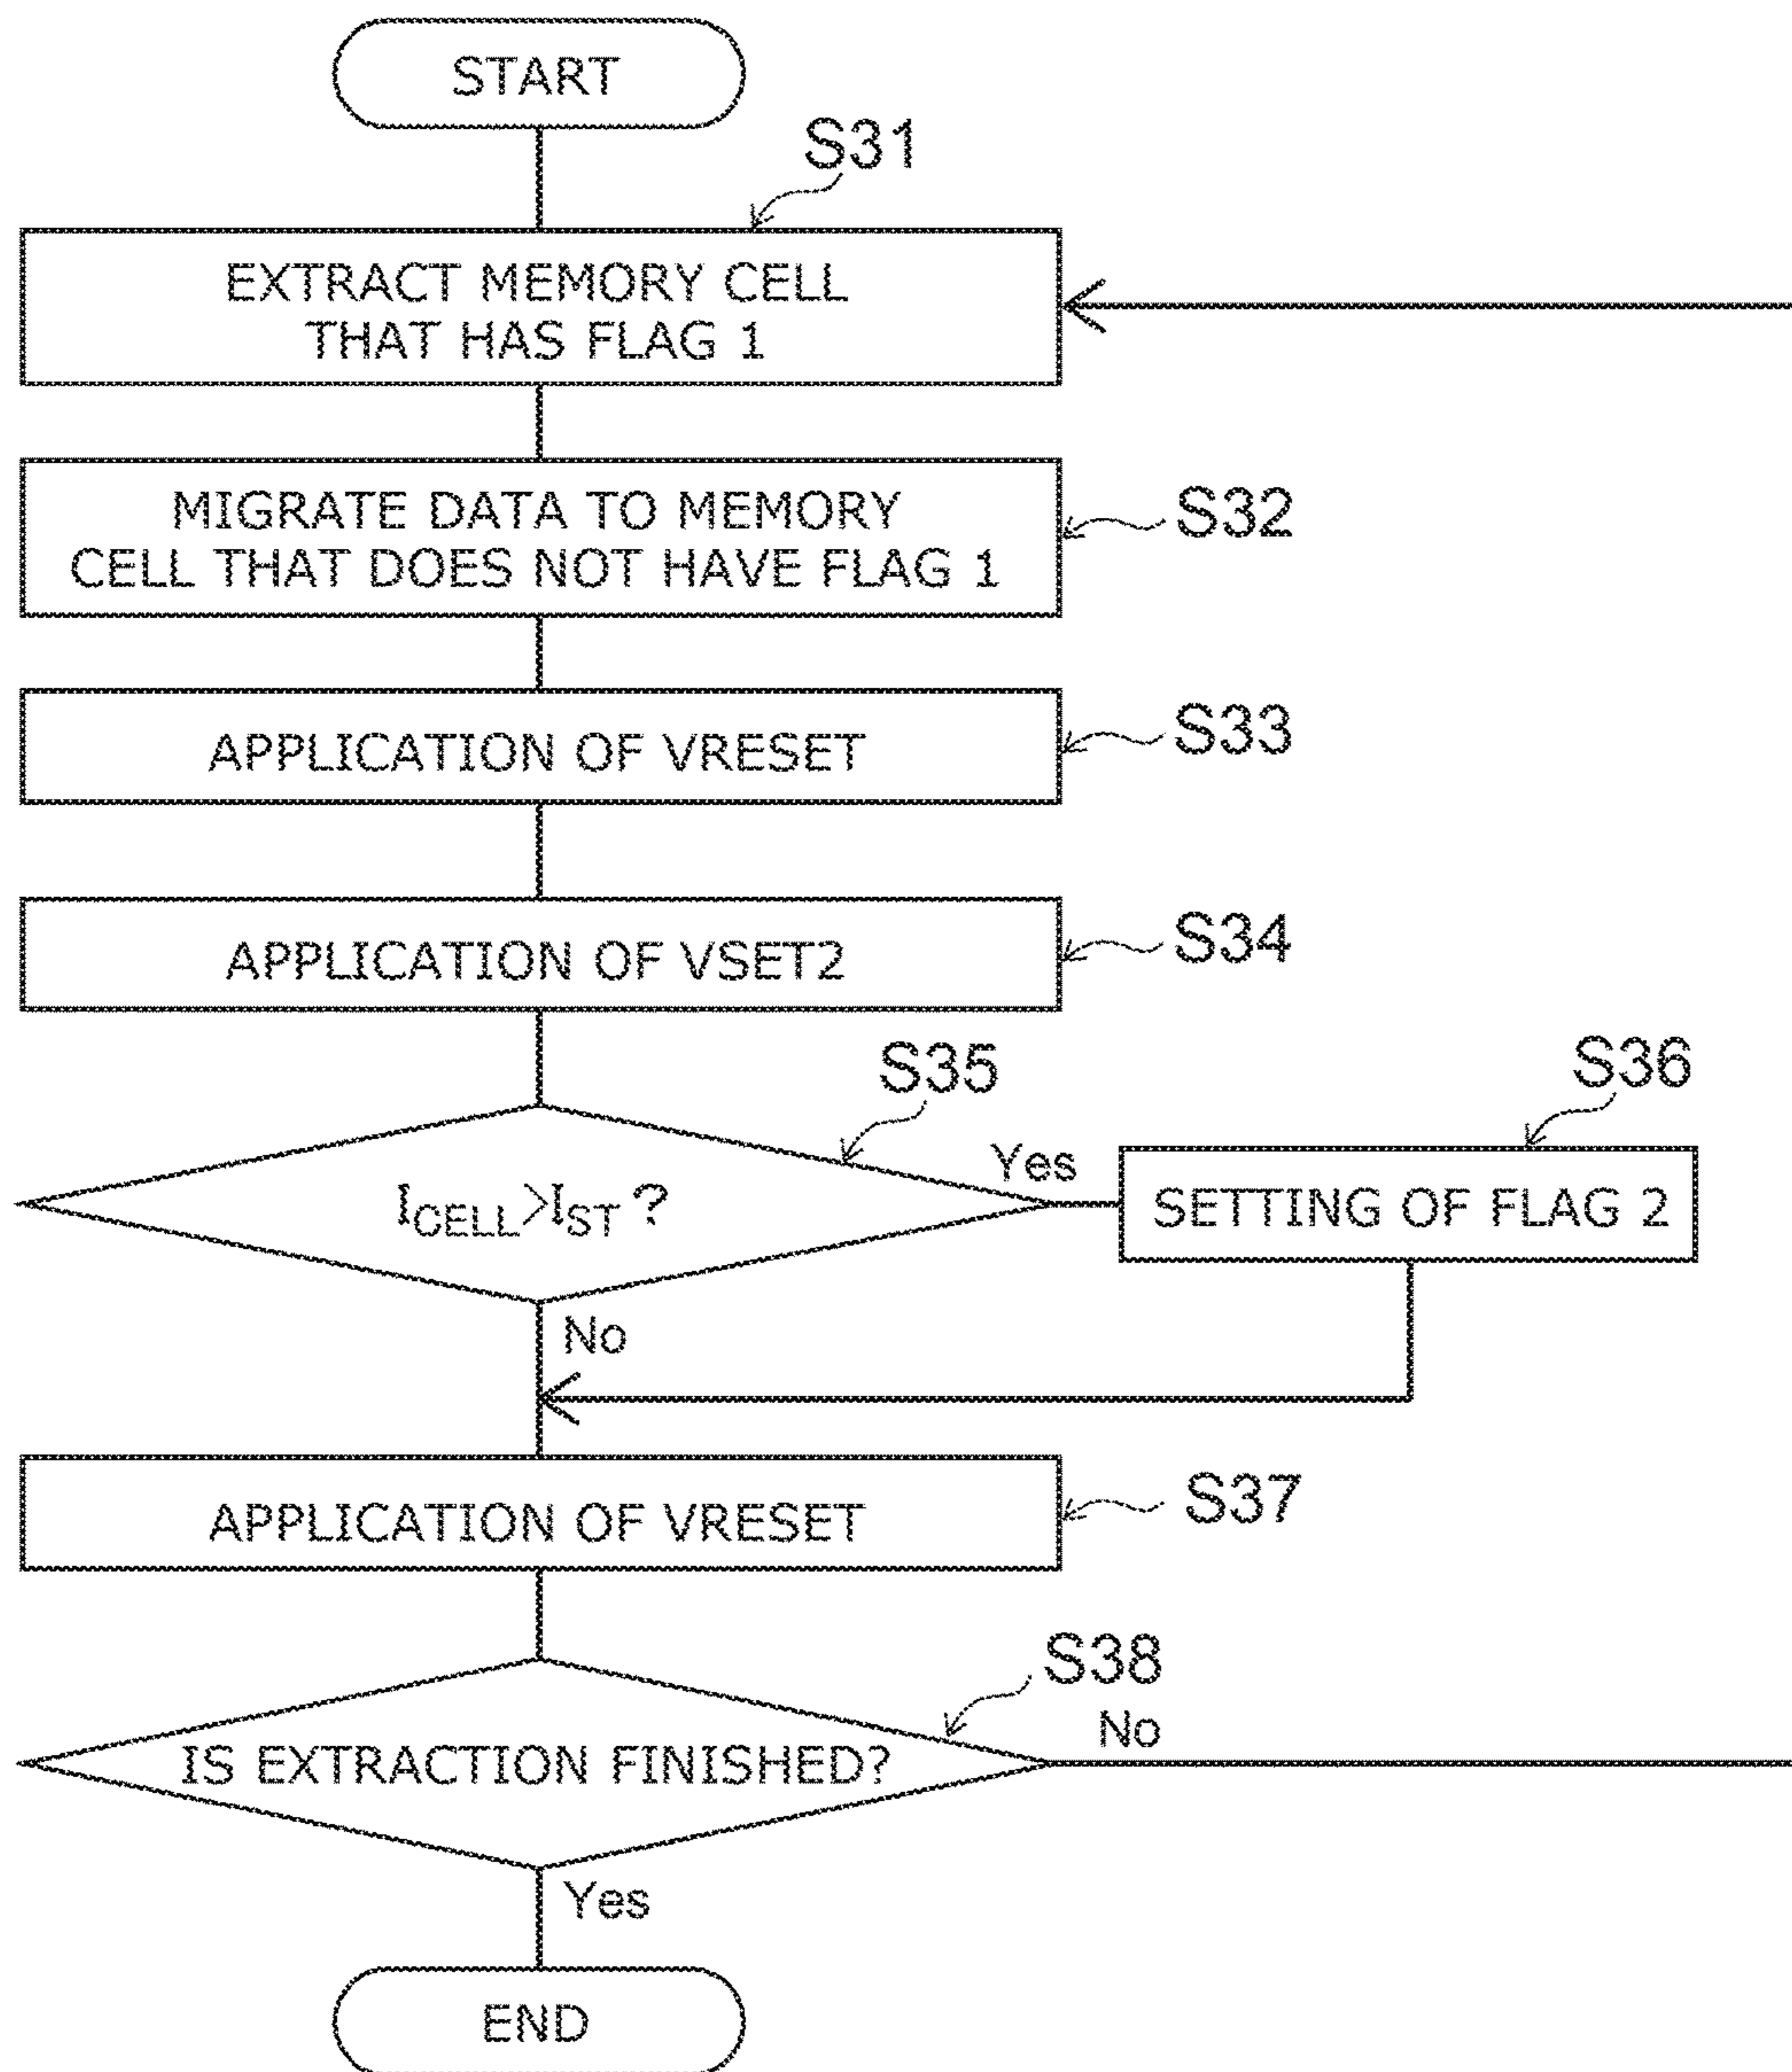 START
S31
EXTRACT MEMORY CELL
THAT HAS FLAG 1
MIGRATE DATA TO MEMORY
CELL THAT DOES NOT HAVE FLAG 1
S32
APPLICATION OF VRESET
S33
APPLICATION OF VSET2
S34
S35
S36
I_CELL>I_ST ?
Yes
SETTING OF FLAG 2
No
APPLICATION OF VRESET
S37
S38
IS EXTRACTION FINISHED?
No
Yes
END